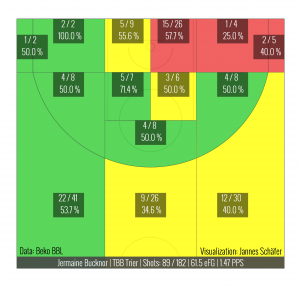 2 / 2
100.0 %
5 / 9
55.6 %
15 / 26
57.7 %
1 / 4
25.0 %
1 / 2
50.0 %
2 / 5
40.0 %
4 / 8
50.0 %
5 / 7
71.4 %
3 / 6
50.0 %
4 / 8
50.0 %
4 / 8
50.0 %
22 / 41
53.7 %
9 / 26
34.6 %
12 / 30
40.0 %
Data: Beko BBL
Visualization: Jannes Schäfer
Jermaine Bucknor | TBB Trier | Shots: 89 / 182 | 61.5 eFG | 1.47 PPS